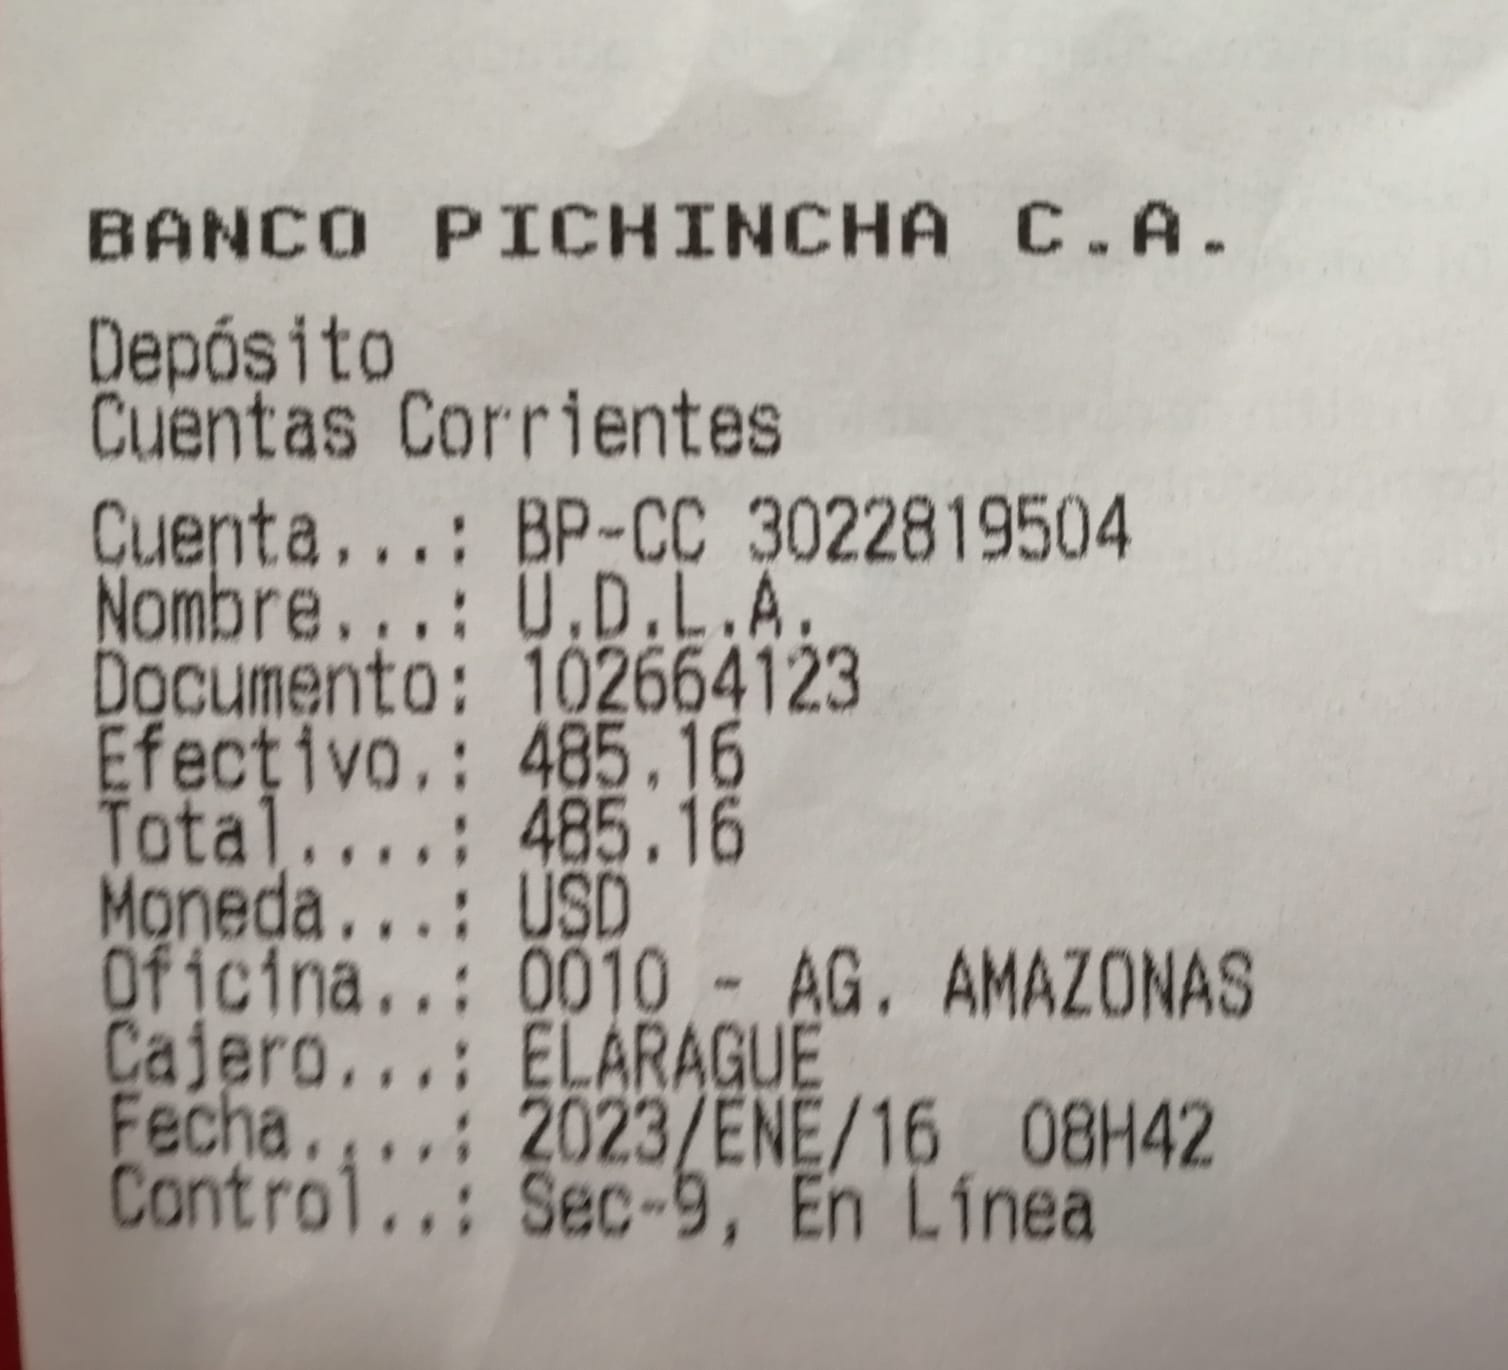 BANCO PICHINCHA C.A.
Depósito
Cuentas Corrientes
Cuenta...: BP-CC 3022819504
Nombre...: U.D.L.A.
Documento: 102664123
Efectivo.: 485.16
Total....: 485.16
Moneda...: USD
Oficina..: 0010 - AG. AMAZONAS
Cajero...: ELARAGUE
Fecha....: 2023/ENE/16  08H42
Control..: Sec-9, En Línea